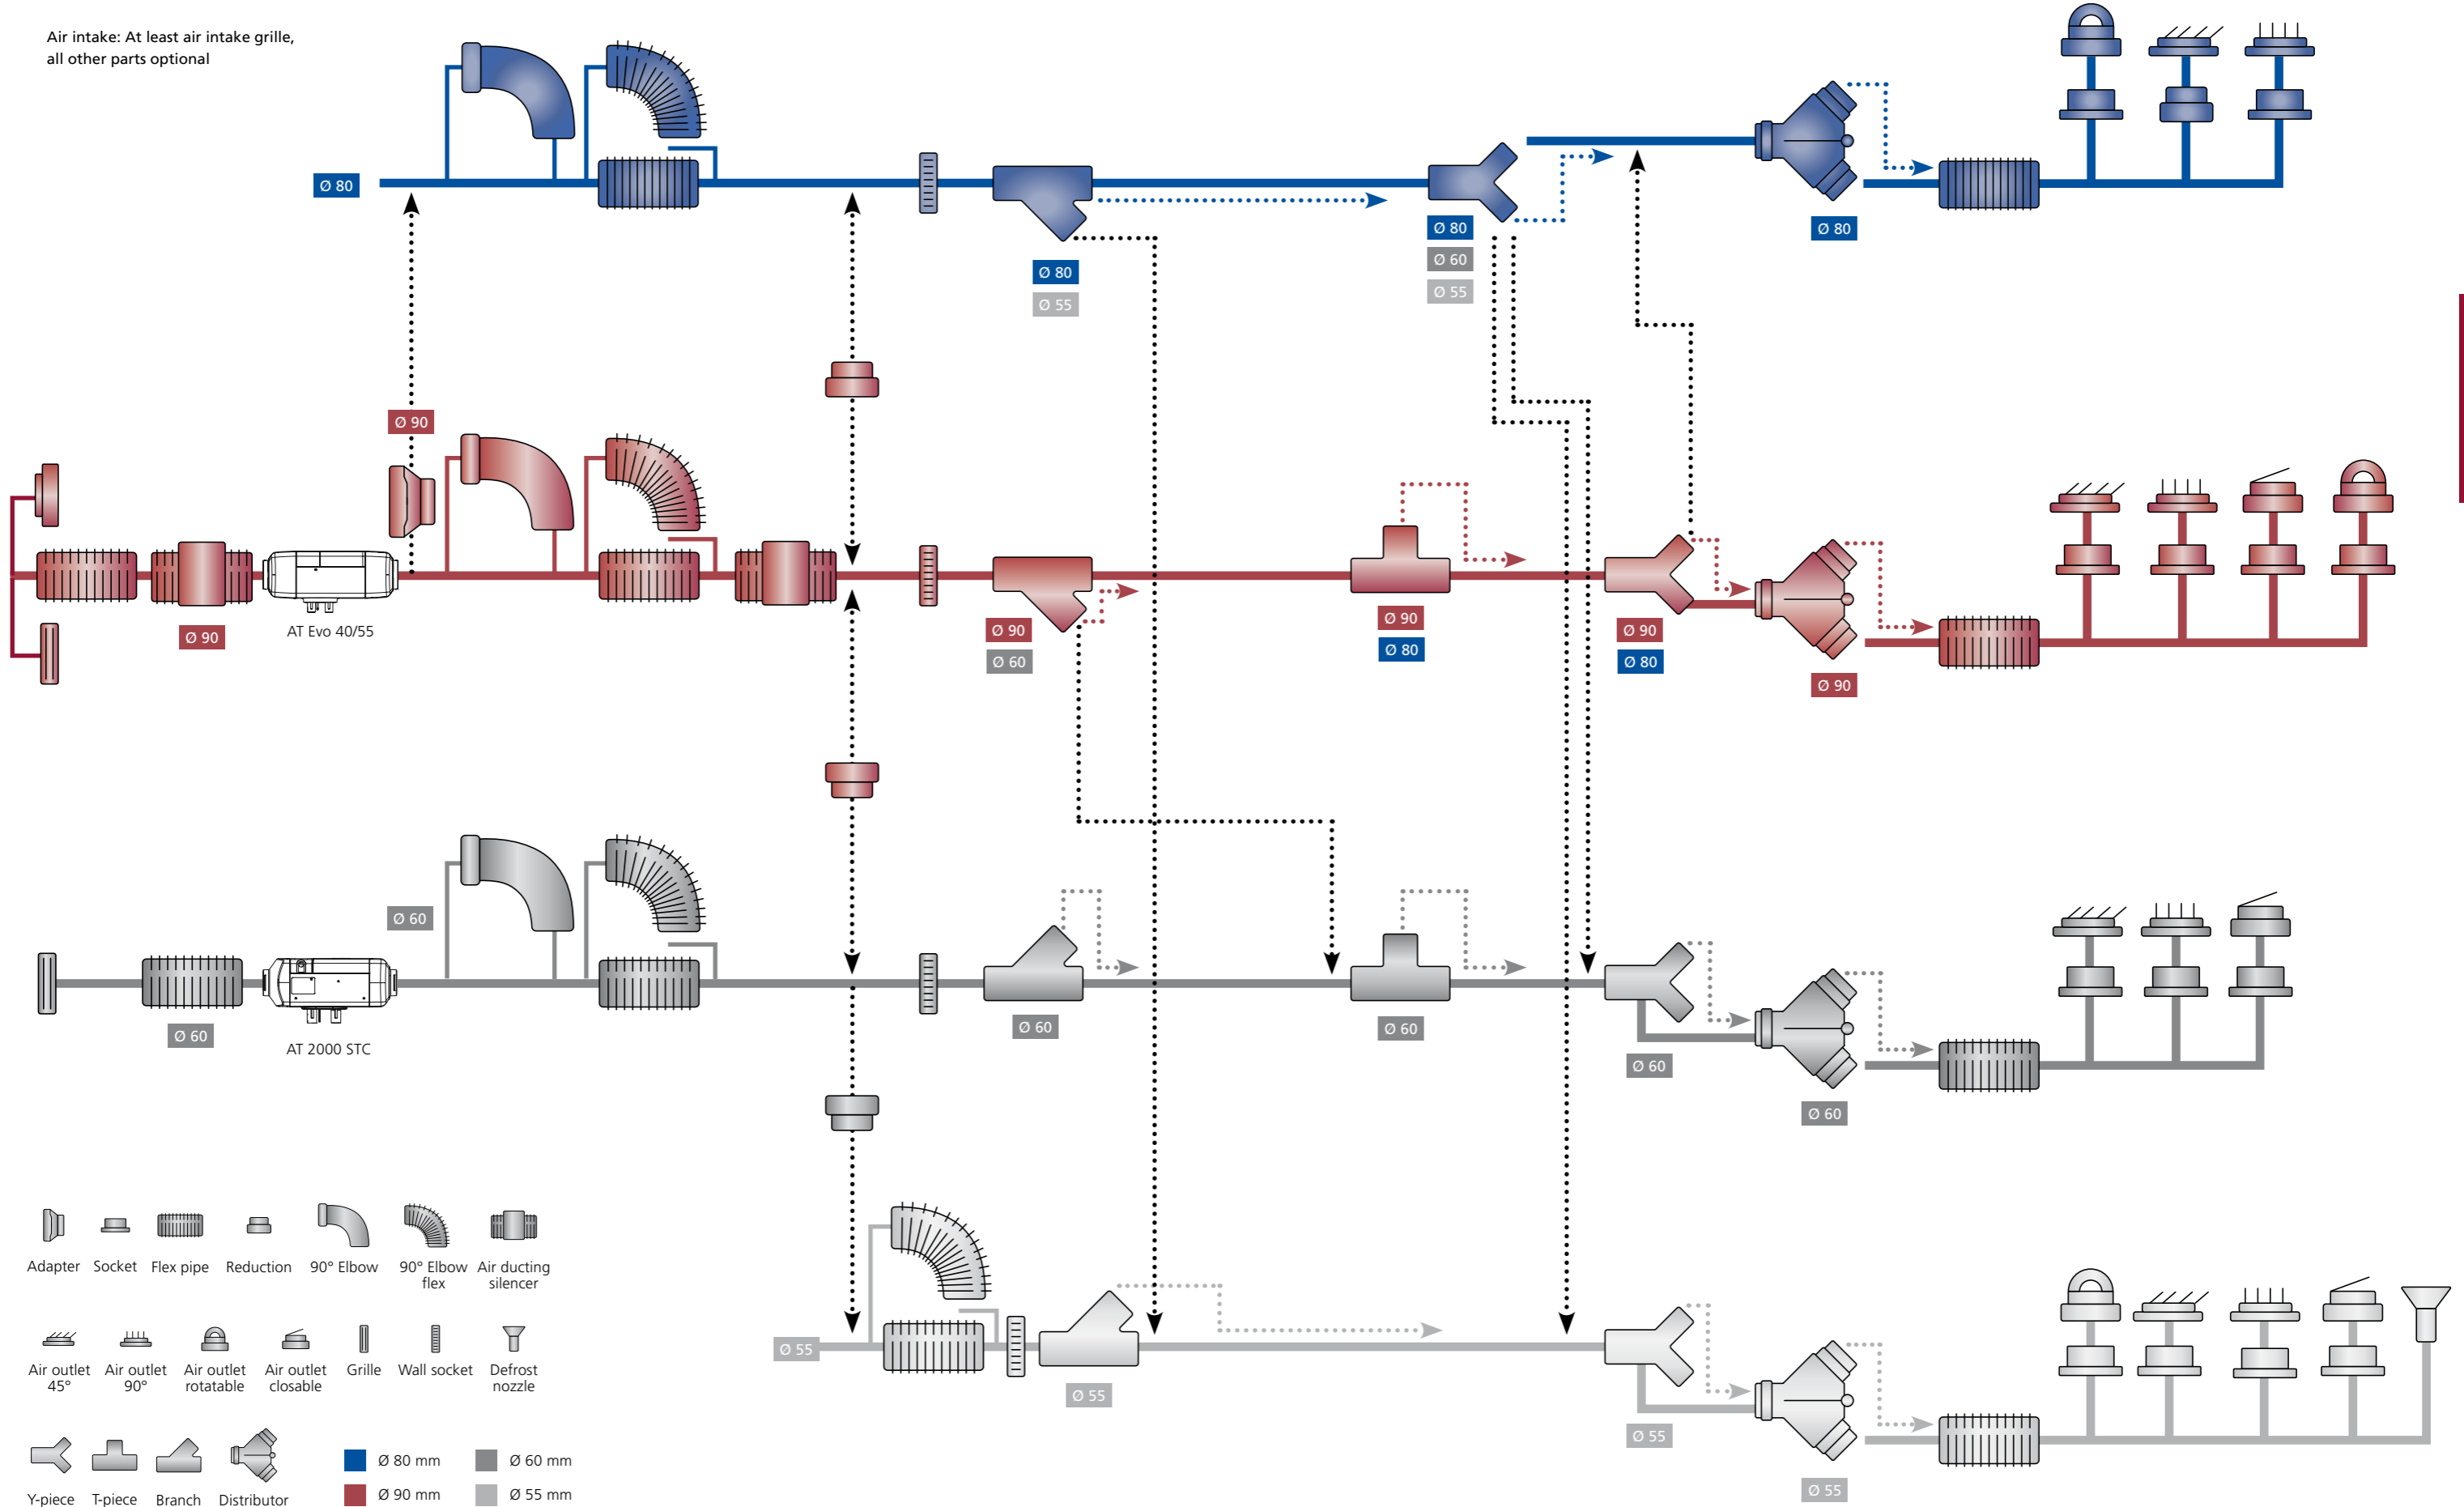 Air intake: At least air intake grille,
all other parts optional
Ø 80
Ø 80
Ø 55
Ø 80
Ø 60
Ø 55
Ø 80
Ø 90
Ø 90
AT Evo 40/55
Ø 90
Ø 60
Ø 90
Ø 80
Ø 90
Ø 80
Ø 90
Ø 60
Ø 60
AT 2000 STC
Ø 60
Ø 60
Ø 60
Ø 60
Ø 55
Ø 55
Ø 55
Ø 55
Adapter
Socket
Flex pipe
Reduction
90° Elbow
90° Elbow
flex
Air ducting
silencer
Air outlet
45°
Air outlet
90°
Air outlet
rotatable
Air outlet
closable
Grille
Wall socket
Defrost
nozzle
Y-piece
T-piece
Branch
Distributor
Ø 80 mm
Ø 60 mm
Ø 90 mm
Ø 55 mm